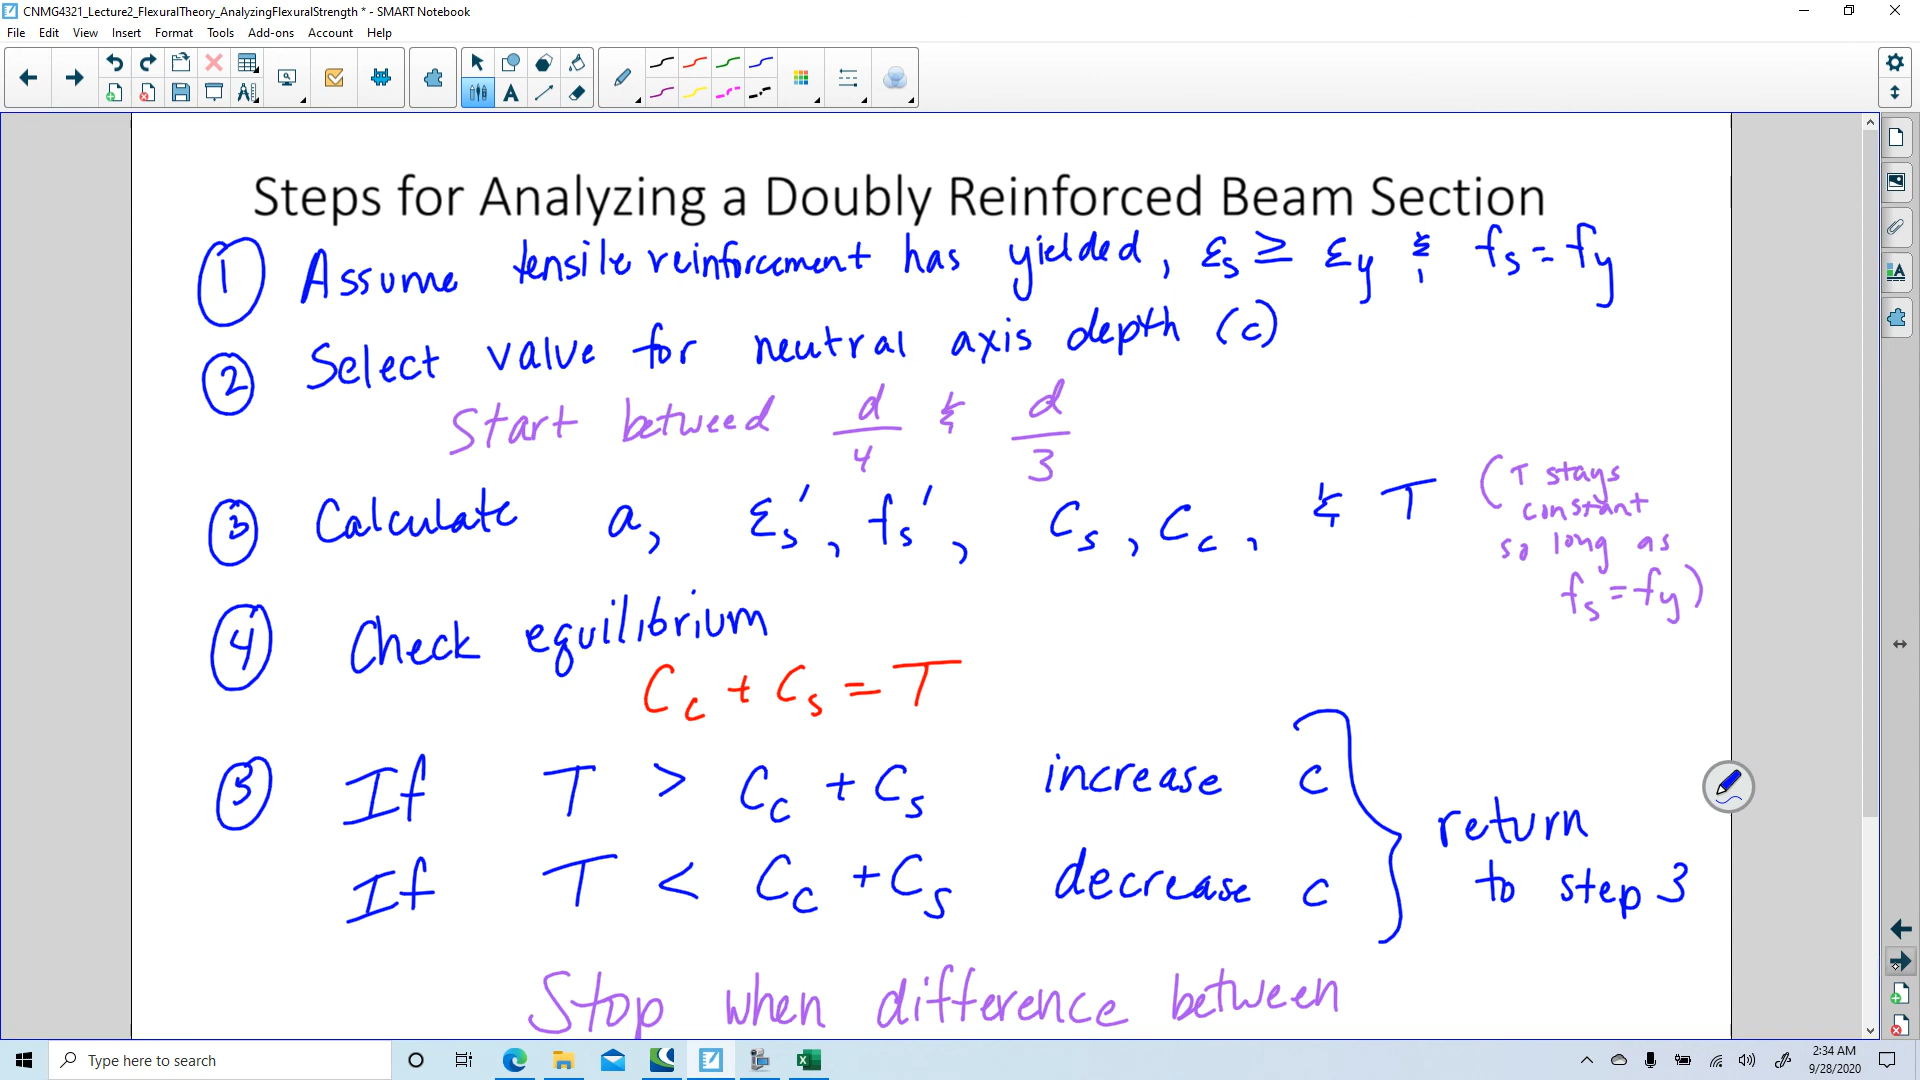 CNMG4321_Lecture2_FlexuralTheory_AnalyzingFlexuralStrength * - SMART Notebook
File Edit View Insert Format Tools Add-ons Account Help
Steps for Analyzing a Doubly Reinforced Beam Section
① Assume tensile reinforcement has yielded, εs ≥ εy & fs = fy
② Select value for neutral axis depth (c)
Start betweed d/4 & d/3
③ Calculate a, εs', fs', Cs, Cc, & T (T stays
constant
so long as
fs = fy)
④ Check equilibrium
Cc + Cs = T
⑤ If T > Cc + Cs increase c
If T < Cc + Cs decrease c
return
to step 3
Stop when difference between
Type here to search
2:34 AM
9/28/2020